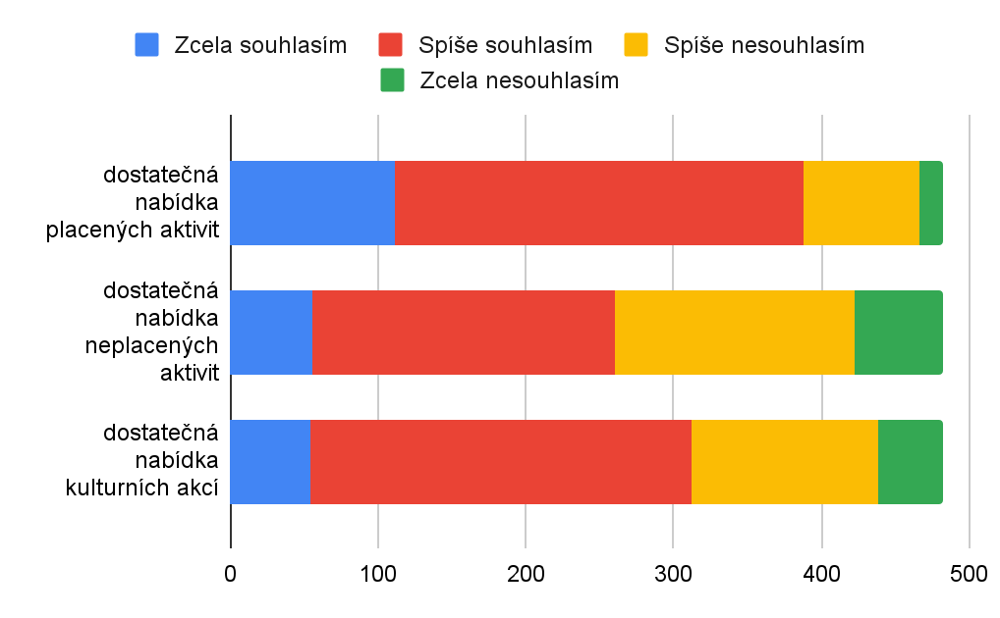 Zcela souhlasím Spíše souhlasím Spíše nesouhlasím
Zcela nesouhlasím
dostatečná
nabídka
placených aktivit
dostatečná
nabídka
neplacených
aktivit
dostatečná
nabídka
kulturních akcí
0 100 200 300 400 500